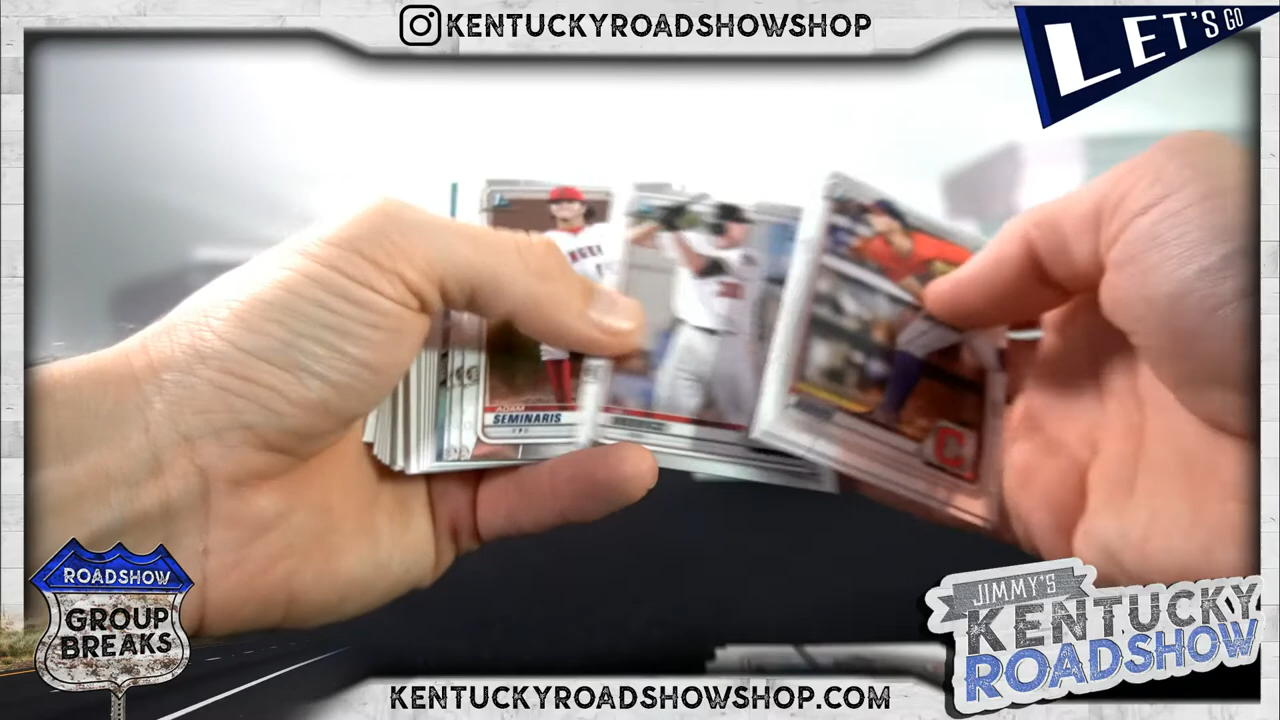 KENTUCKYROADSHOWSHOP
LET'S GO
ADAM
SEMINARIS
C
ROADSHOW
GROUP
BREAKS
JIMMY'S
KENTUCKY
ROADSHOW
KENTUCKYROADSHOWSHOP.COM